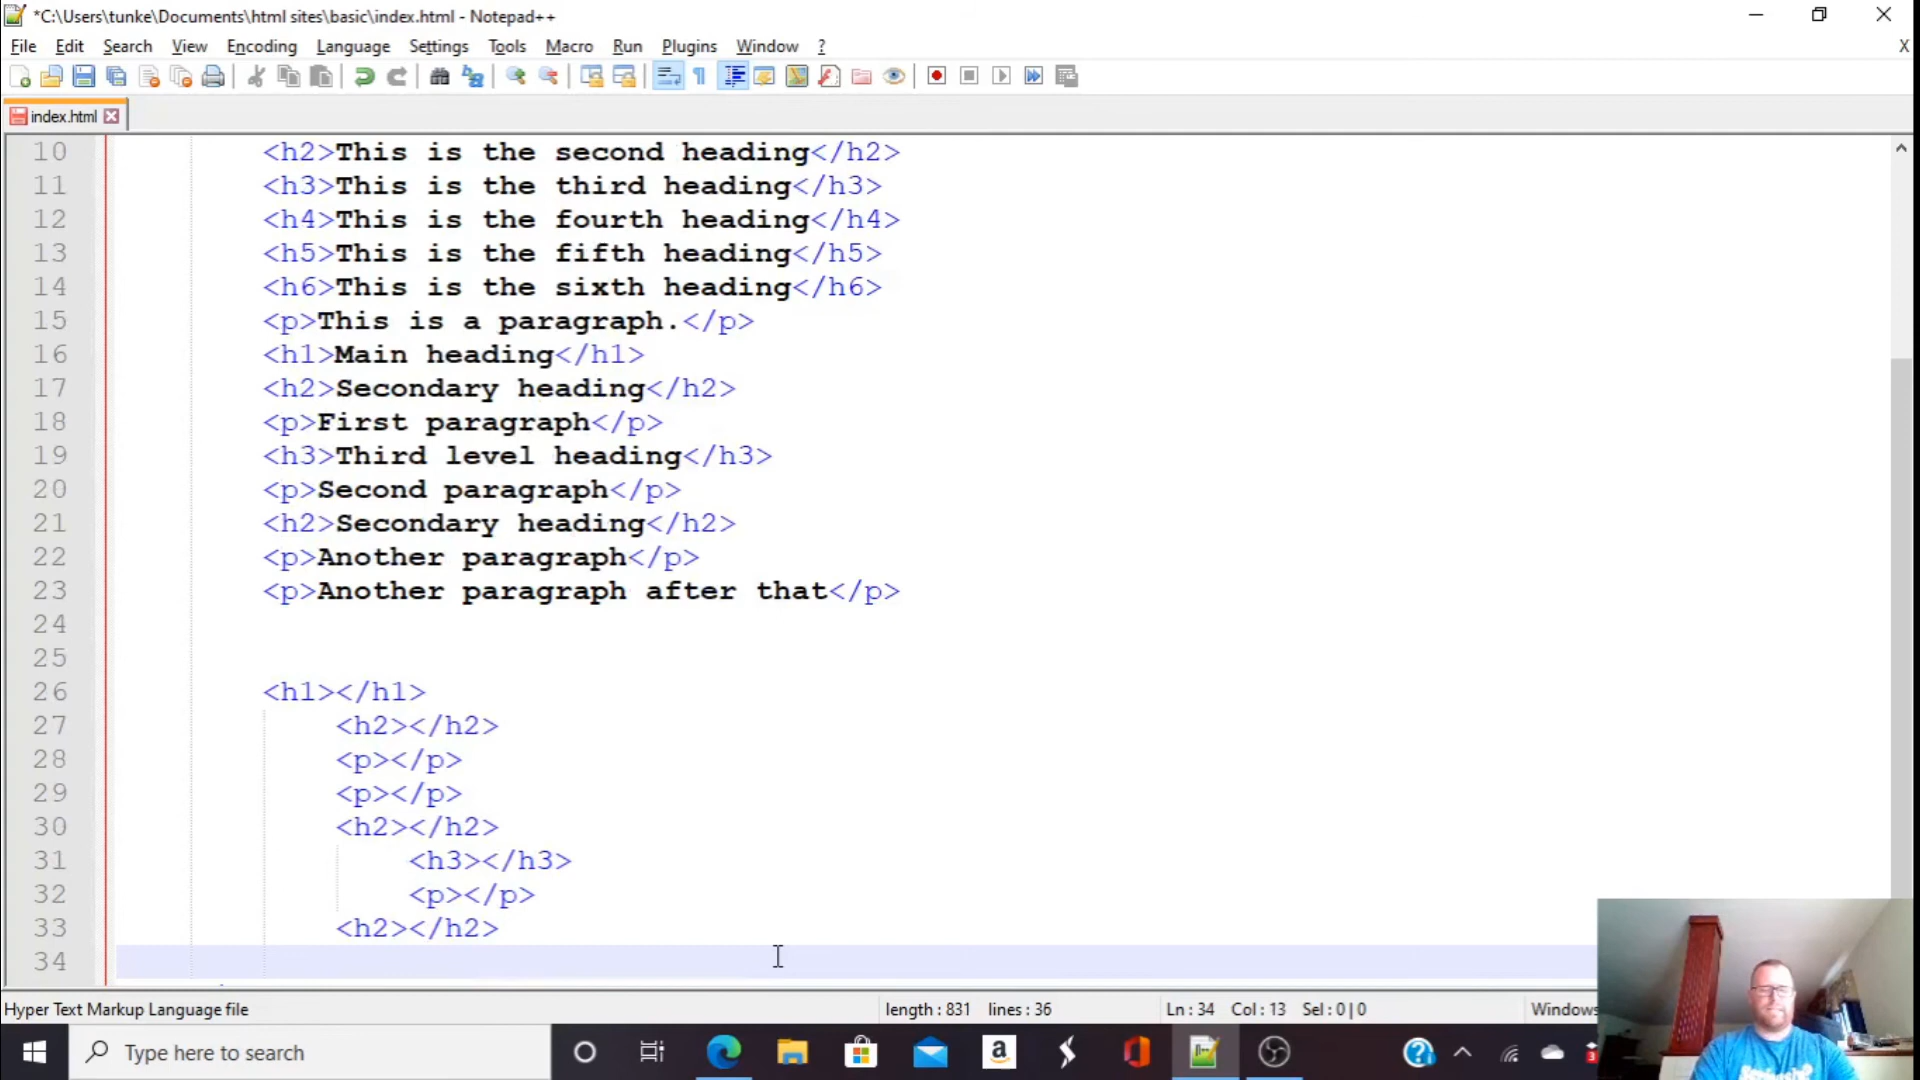 *C:\Users\tunke\Documents\html sites\basic\index.html - Notepad++
File Edit Search View Encoding Language Settings Tools Macro Run Plugins Window ? X
index.html
10 <h2>This is the second heading</h2>
11 <h3>This is the third heading</h3>
12 <h4>This is the fourth heading</h4>
13 <h5>This is the fifth heading</h5>
14 <h6>This is the sixth heading</h6>
15 <p>This is a paragraph.</p>
16 <h1>Main heading</h1>
17 <h2>Secondary heading</h2>
18 <p>First paragraph</p>
19 <h3>Third level heading</h3>
20 <p>Second paragraph</p>
21 <h2>Secondary heading</h2>
22 <p>Another paragraph</p>
23 <p>Another paragraph after that</p>
24
25
26 <h1></h1>
27 <h2></h2>
28 <p></p>
29 <p></p>
30 <h2></h2>
31 <h3></h3>
32 <p></p>
33 <h2></h2>
34
Hyper Text Markup Language file length : 831 lines : 36 Ln : 34 Col : 13 Sel : 0 | 0 Windows
Type here to search